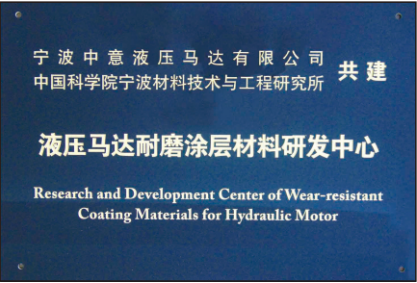 宁波中意液压马达有限公司
中国科学院宁波材料技术与工程研究所
共建
液压马达耐磨涂层材料研发中心
Research and Development Center of Wear-resistant
Coating Materials for Hydraulic Motor